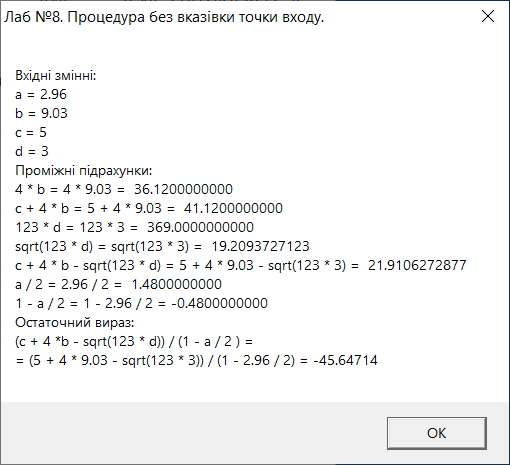 Лаб №8. Процедура без вказівки точки входу.
Вхідні змінні:
a = 2.96
b = 9.03
c = 5
d = 3
Проміжні підрахунки:
4 * b = 4 * 9.03 = 36.1200000000
c + 4 * b = 5 + 4 * 9.03 = 41.1200000000
123 * d = 123 * 3 = 369.0000000000
sqrt(123 * d) = sqrt(123 * 3) = 19.2093727123
c + 4 * b - sqrt(123 * d) = 5 + 4 * 9.03 - sqrt(123 * 3) = 21.9106272877
a / 2 = 2.96 / 2 = 1.4800000000
1 - a / 2 = 1 - 2.96 / 2 = -0.4800000000
Остаточний вираз:
(c + 4 *b - sqrt(123 * d)) / (1 - a / 2 ) =
= (5 + 4 * 9.03 - sqrt(123 * 3)) / (1 - 2.96 / 2) = -45.64714
OK